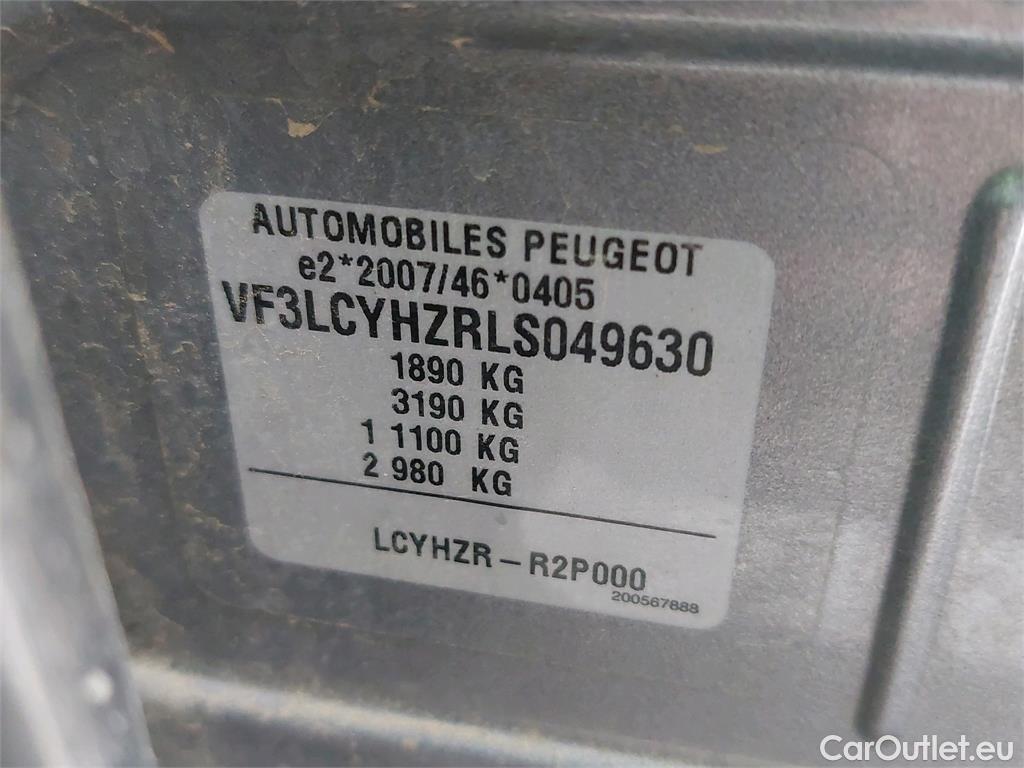 AUTOMOBILES PEUGEOT
e2*2007/46*0405
VF3LCYHZRLS049630
1890 KG
3190 KG
1 1100 KG
2 980 KG
LCYHZR – R2P000
200567888
CarOutlet.eu